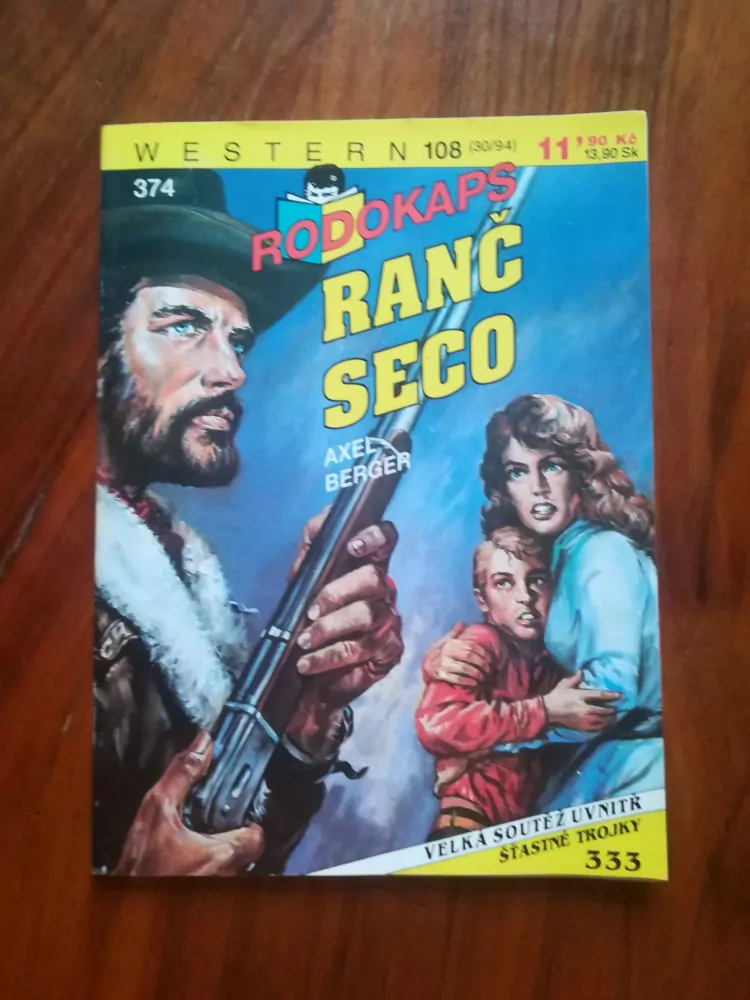 WESTERN 108 (30/94) 11,90 Kč
13,90 Sk
374
RODOKAPS
RANČ
SECO
AXEL
BERGER
VELKÁ SOUTĚŽ UVNITŘ
ŠŤASTNÉ TROJKY
333